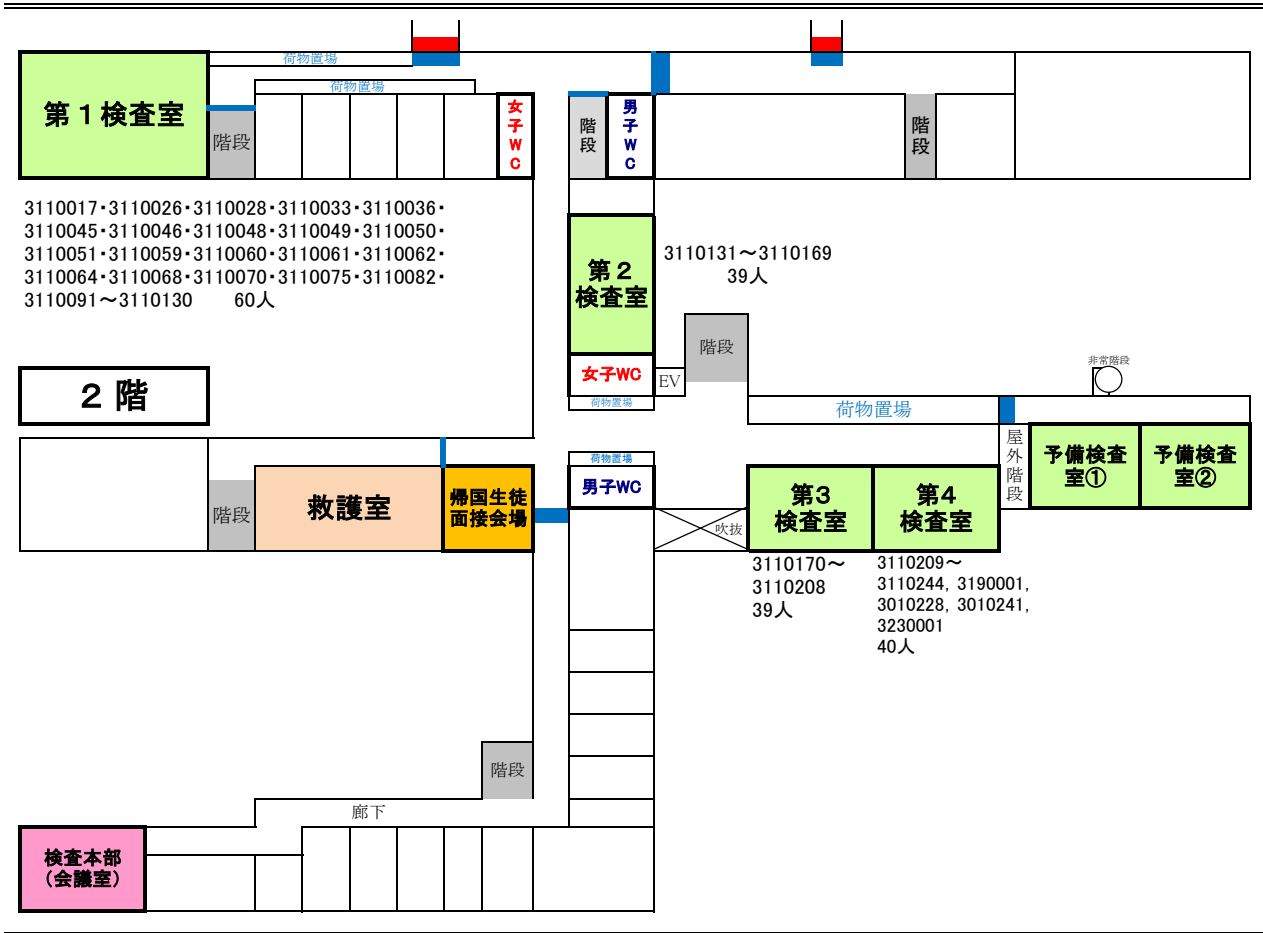 荷物置場
荷物置場
第１検査室
階段
女子WC
階段
男子WC
階段
3110017・3110026・3110028・3110033・3110036・
3110045・3110046・3110048・3110049・3110050・
3110051・3110059・3110060・3110061・3110062・
3110064・3110068・3110070・3110075・3110082・
3110091～3110130　60人
第２
検査室
3110131～3110169
39人
階段
女子WC
EV
荷物置場
２階
非常階段
荷物置場
屋外階段
予備検査
室①
予備検査
室②
荷物置場
男子WC
階段
救護室
帰国生徒
面接会場
吹抜
第3
検査室
第4
検査室
3110170～
3110208
39人
3110209～
3110244, 3190001,
3010228, 3010241,
3230001
40人
階段
廊下
検査本部
（会議室）